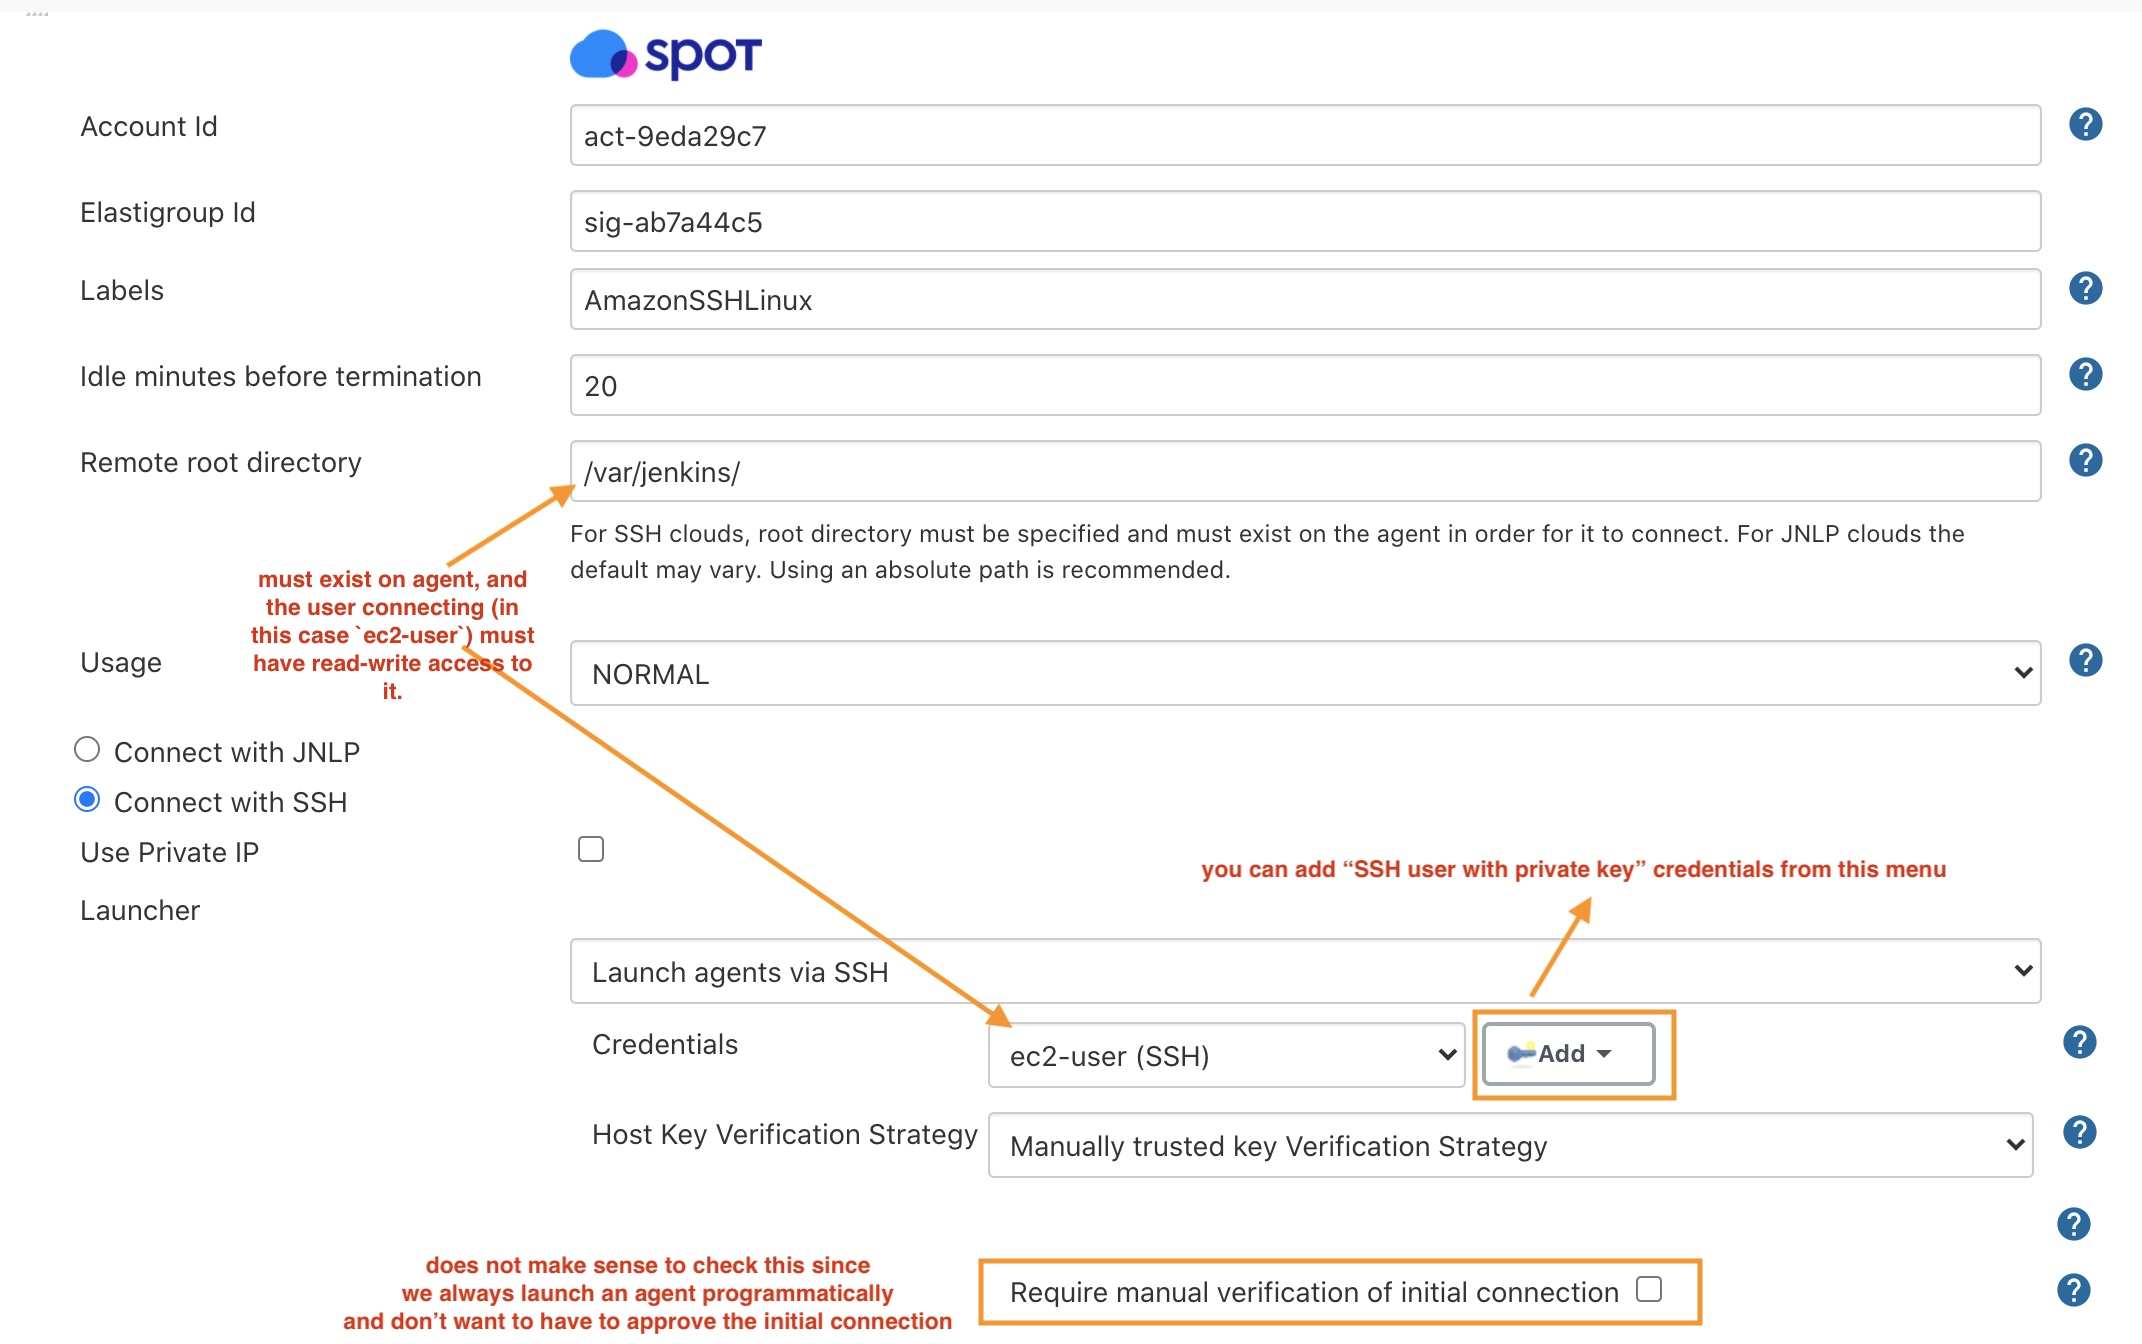 spot
Account Id
act-9eda29c7
Elastigroup Id
sig-ab7a44c5
Labels
AmazonSSHLinux
Idle minutes before termination
20
Remote root directory
/var/jenkins/
For SSH clouds, root directory must be specified and must exist on the agent in order for it to connect. For JNLP clouds the
default may vary. Using an absolute path is recommended.
must exist on agent, and
the user connecting (in
this case `ec2-user`) must
have read-write access to
it.
Usage
NORMAL
Connect with JNLP
Connect with SSH
Use Private IP
you can add “SSH user with private key” credentials from this menu
Launcher
Launch agents via SSH
Credentials
ec2-user (SSH)
Add
Host Key Verification Strategy
Manually trusted key Verification Strategy
does not make sense to check this since
we always launch an agent programmatically
and don’t want to have to approve the initial connection
Require manual verification of initial connection